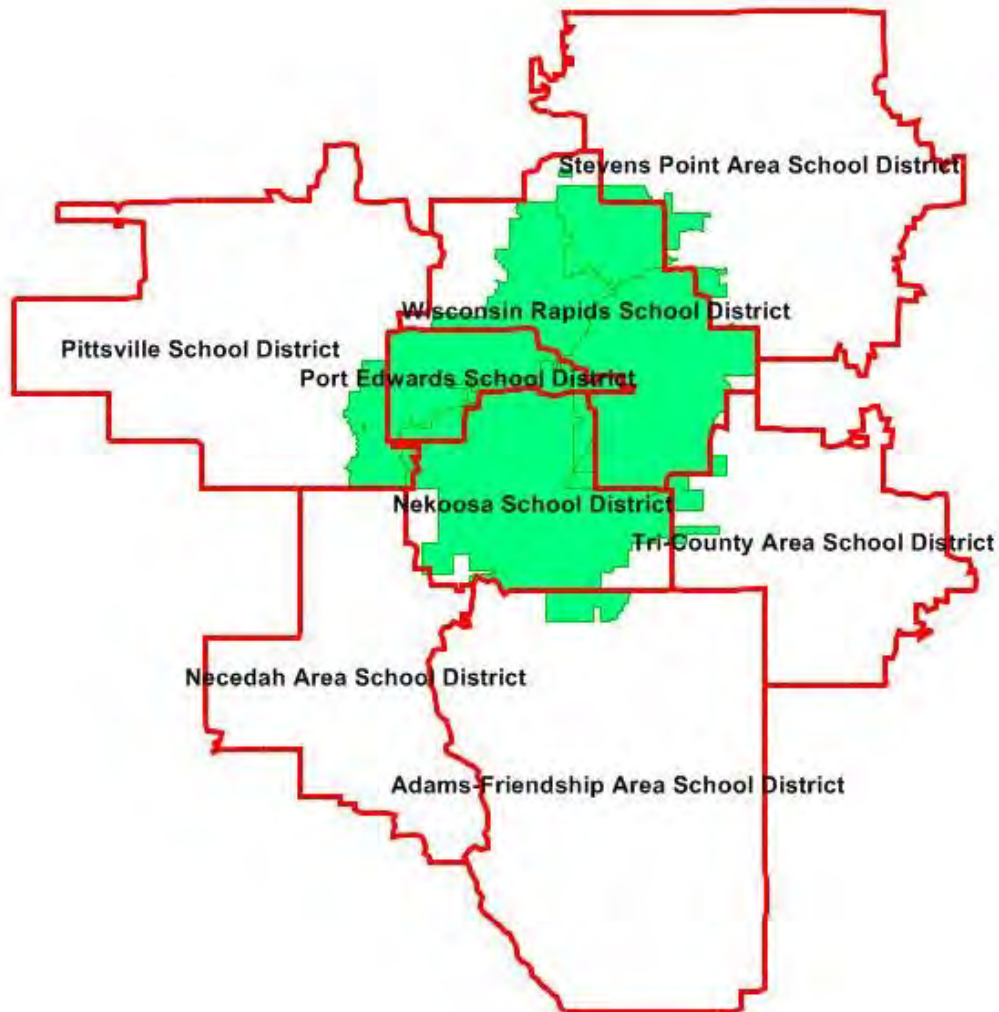 Stevens Point Area School District
Wisconsin Rapids School District
Pittsville School District
Port Edwards School District
Nekoosa School District
Tri-County Area School District
Necedah Area School District
Adams-Friendship Area School District